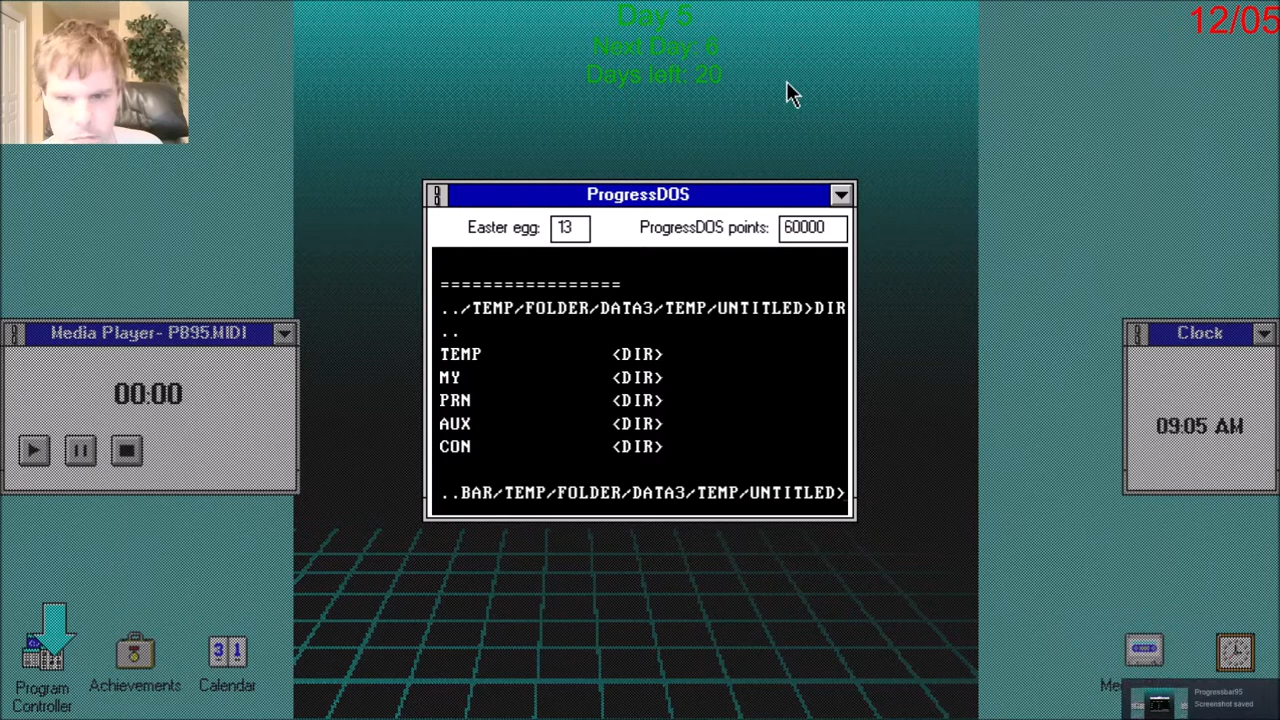 Day 5
Next Day: 6
Days left: 20
12/05
ProgressDOS
Easter egg: 13
ProgressDOS points: 60000
=================
../TEMP/FOLDER/DATA3/TEMP/UNTITLED>DIR
..
TEMP <DIR>
MY <DIR>
PRN <DIR>
AUX <DIR>
CON <DIR>
..BAR/TEMP/FOLDER/DATA3/TEMP/UNTITLED>
Media Player- PB95.MIDI
00:00
Clock
09:05 AM
Program
Controller
Achievements
31
Calendar
Progressbar95
Screenshot saved